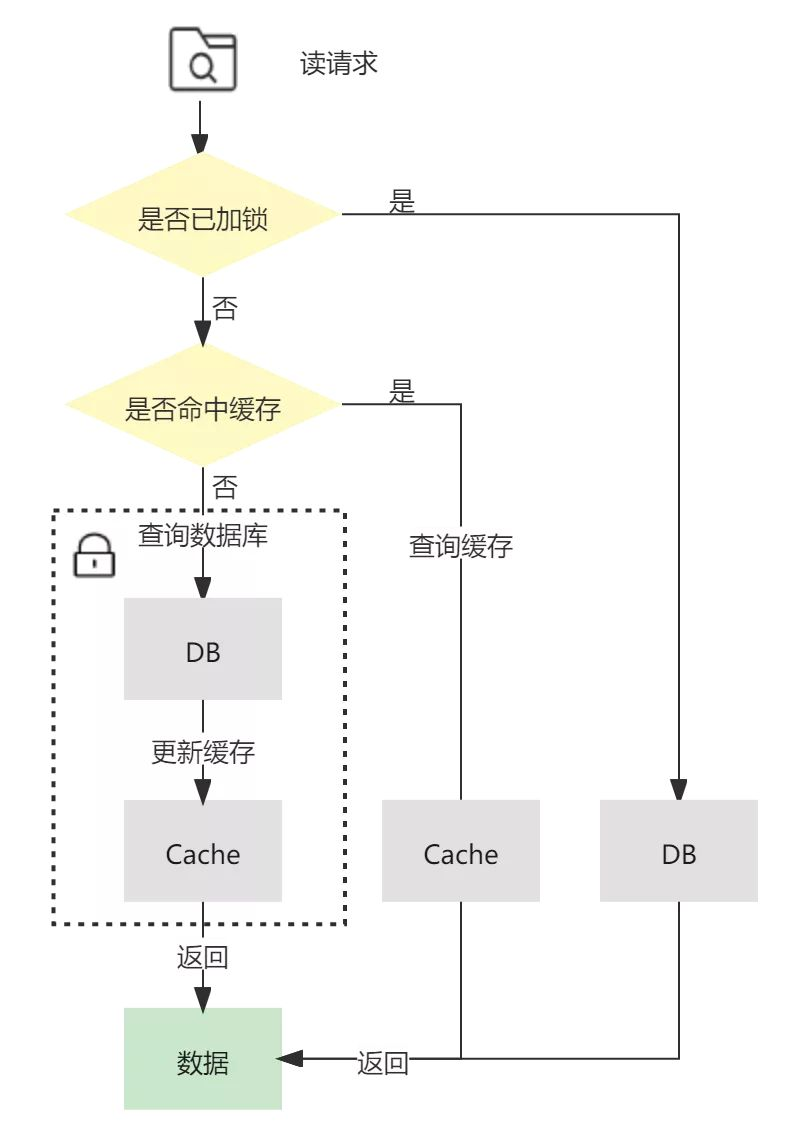 读请求
是否已加锁
是
否
是否命中缓存
是
否
查询数据库
查询缓存
DB
更新缓存
Cache
Cache
DB
返回
数据
返回